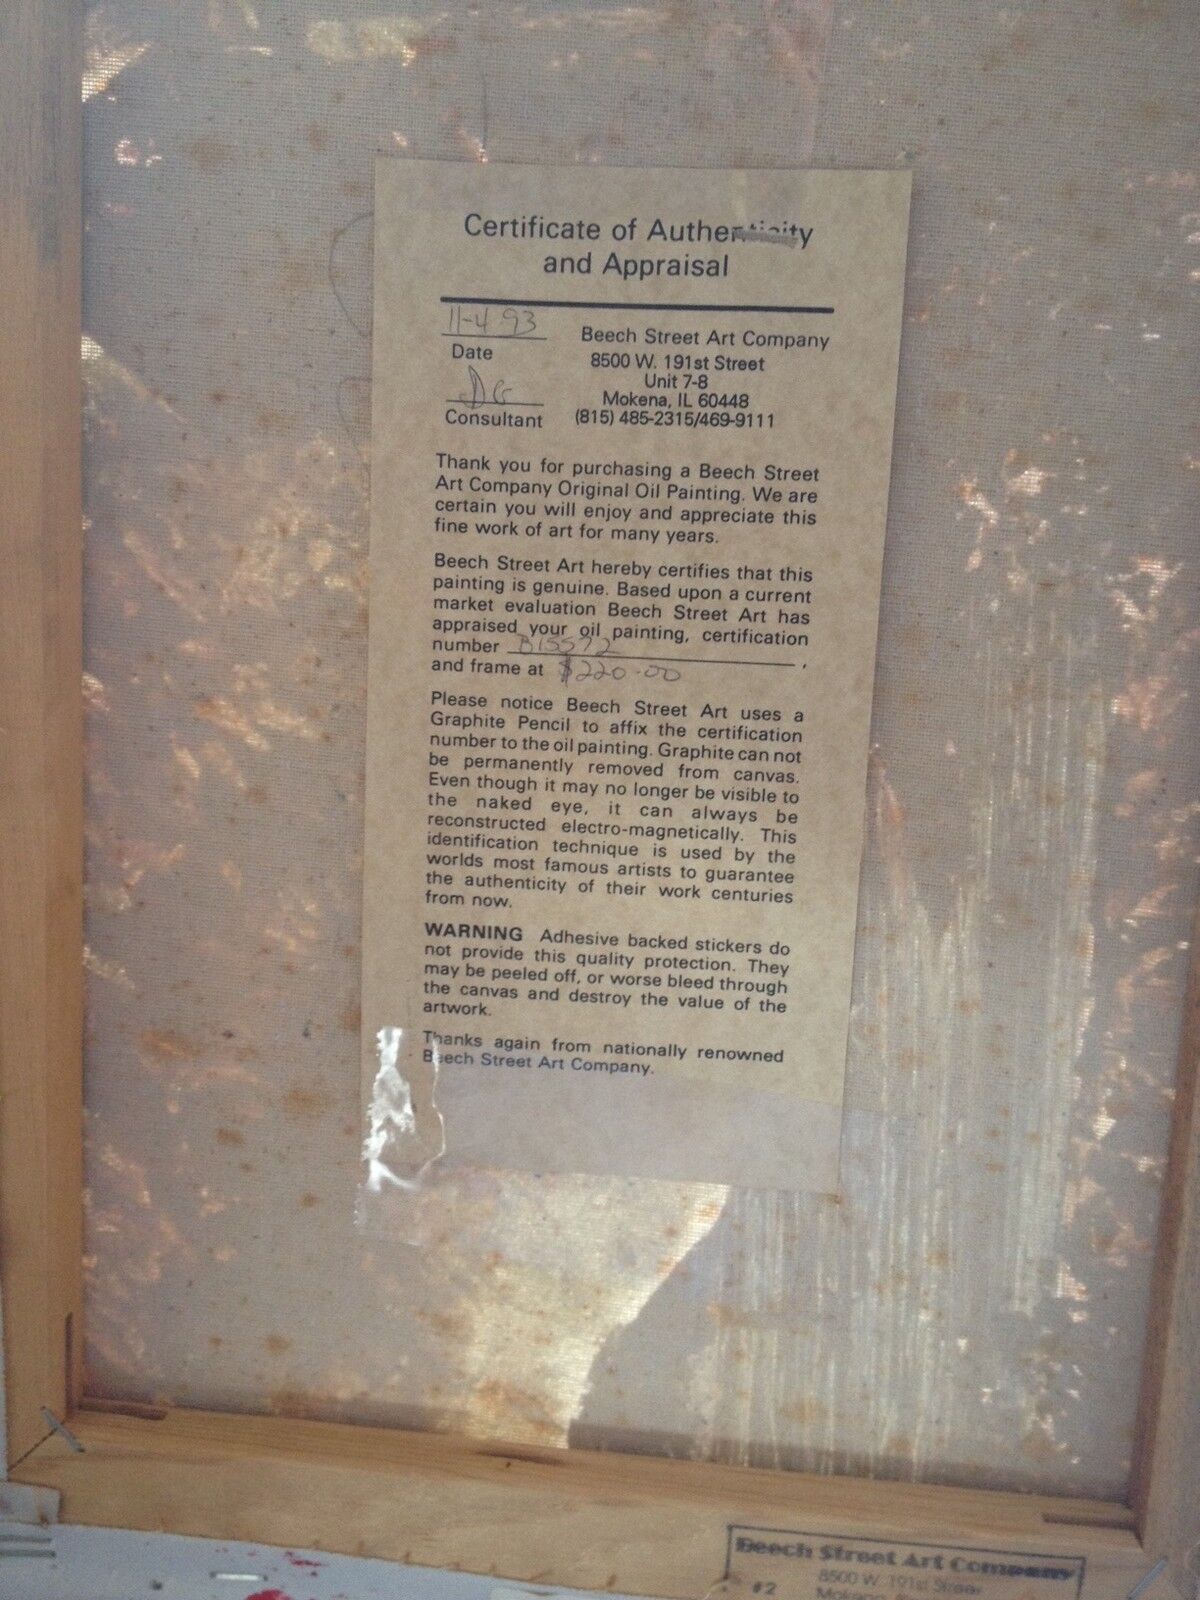 Certificate of Authenticity
and Appraisal
11-4-93
Date
DG
Consultant
Beech Street Art Company
8500 W. 191st Street
Unit 7-8
Mokena, IL 60448
(815) 485-2315/469-9111
Thank you for purchasing a Beech Street
Art Company Original Oil Painting. We are
certain you will enjoy and appreciate this
fine work of art for many years.
Beech Street Art hereby certifies that this
painting is genuine. Based upon a current
market evaluation Beech Street Art has
appraised your oil painting, certification
number B15572,
and frame at $220.00
Please notice Beech Street Art uses a
Graphite Pencil to affix the certification
number to the oil painting. Graphite can not
be permanently removed from canvas.
Even though it may no longer be visible to
the naked eye, it can always be
reconstructed electro-magnetically. This
identification technique is used by the
worlds most famous artists to guarantee
the authenticity of their work centuries
from now.
WARNING Adhesive backed stickers do
not provide this quality protection. They
may be peeled off, or worse bleed through
the canvas and destroy the value of the
artwork.
Thanks again from nationally renowned
Beech Street Art Company.
Beech Street Art Company
8500 W. 191st Street
#2